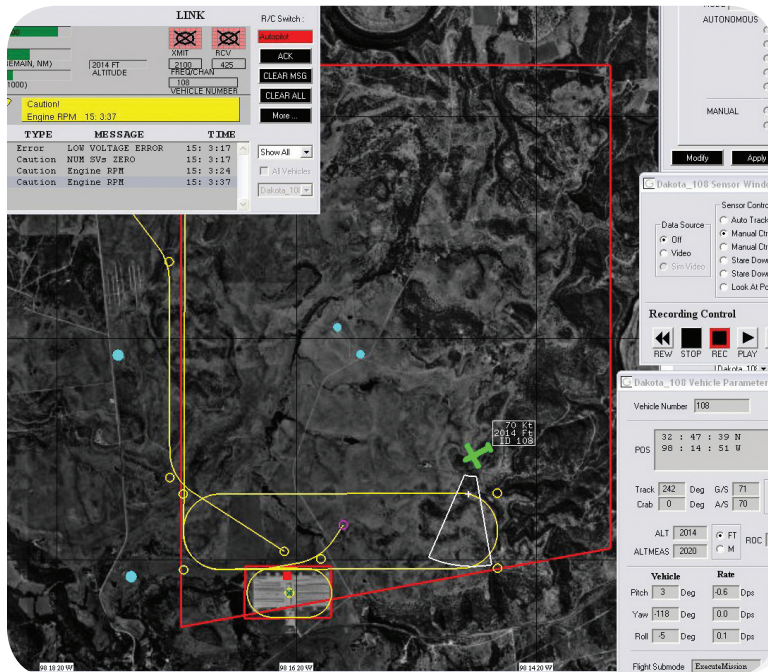 LINK
R/C Switch :
Autopilot
XMIT
RCV
2014 FT
ALTITUDE
2100
425
FREQ/CHAN
108
VEHICLE NUMBER
ACK
CLEAR MSG
CLEAR ALL
More ...
EMAIN, NM)
1000)
Caution!
Engine RPM 15: 3:37
TYPE MESSAGE TIME
Error LOW VOLTAGE ERROR 15: 3:17
Caution NUM SVs ZERO 15: 3:17
Caution Engine RPM 15: 3:24
Caution Engine RPM 15: 3:37
Show All
All Vehicles
Dakota_10
AUTONOMOUS
MANUAL
Modify
Apply
Dakota_108 Sensor Wind
Data Source
Off
Video
Sim Video
Sensor Contro
Auto Track
Manual Ctr
Manual Ctr
Stare Dow
Stare Dow
Look At Po
Recording Control
REW STOP REC PLAY
Dakota_108 Vehicle Parameter
Vehicle Number 108
POS
32 : 47 : 39 N
98 : 14 : 51 W
Track 242 Deg G/S 71
Crab 0 Deg A/S 70
ALT 2014
FT
ALTMEAS 2020
M
ROC
Vehicle Rate
Pitch 3 Deg -0.6 Dps
Yaw -118 Deg 0.0 Dps
Roll -5 Deg 0.1 Dps
Flight Submode ExecuteMission
70 Kt
2014 Ft
ID 108
98 18 20 W
98 16 20 W
98 14 20 W